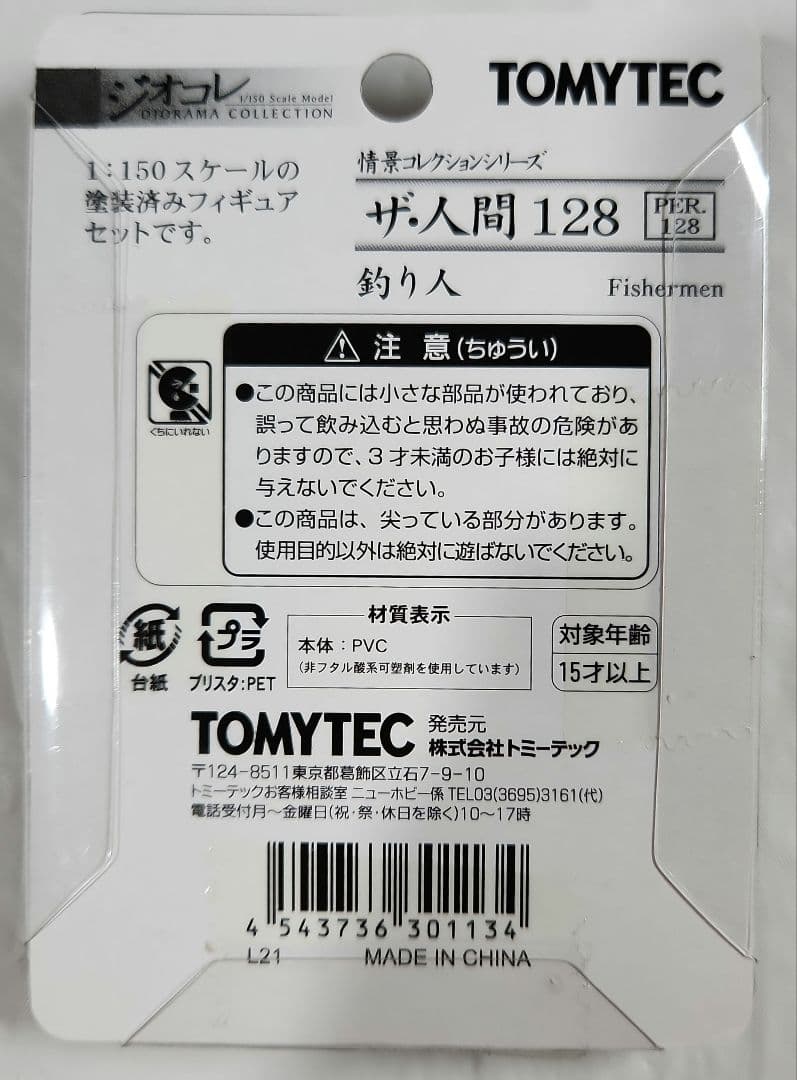 ジオコレ
1/150 Scale Model
DIORAMA COLLECTION
TOMYTEC
1:150 スケールの
塗装済みフィギュア
セットです。
情景コレクションシリーズ
ザ・人間 128
PER.
128
釣り人
Fishermen
注 意(ちゅうい)
くちにいれない
●この商品には小さな部品が使われており、
誤って飲み込むと思わぬ事故の危険があ
りますので、3才未満のお子様には絶対に
与えないでください。
●この商品は、尖っている部分があります。
使用目的以外は絶対に遊ばないでください。
紙
台紙
プラ
ブリスタ:PET
材質表示
本体:PVC
(非フタル酸系可塑剤を使用しています)
対象年齢
15才以上
TOMYTEC
発売元
株式会社トミーテック
〒124-8511東京都葛飾区立石7-9-10
トミーテックお客様相談室 ニューホビー係 TEL03(3695)3161(代)
電話受付月〜金曜日(祝・祭・休日を除く)10〜17時
4 543736 301134
L21
MADE IN CHINA